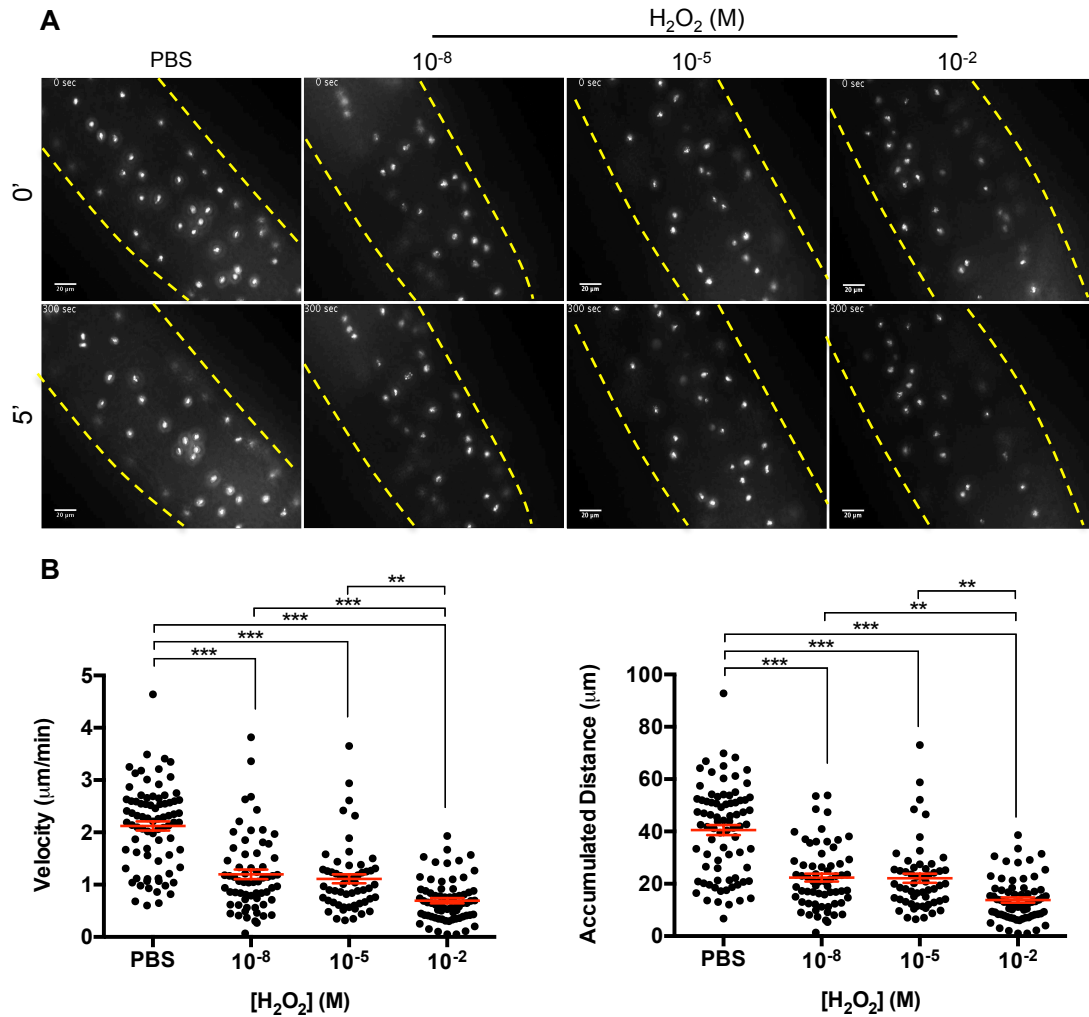 A
H₂O₂ (M)
PBS 10⁻⁸ 10⁻⁵ 10⁻²
0'
0 sec 0 sec 0 sec 0 sec
20 µm 20 µm 20 µm 20 µm
5'
300 sec 300 sec 300 sec 300 sec
20 µm 20 µm 20 µm 20 µm
B
**
***
***
***
***
Velocity (µm/min)
5
4
3
2
1
0
PBS 10⁻⁸ 10⁻⁵ 10⁻²
[H₂O₂] (M)
**
**
***
***
***
Accumulated Distance (µm)
100
80
60
40
20
0
PBS 10⁻⁸ 10⁻⁵ 10⁻²
[H₂O₂] (M)